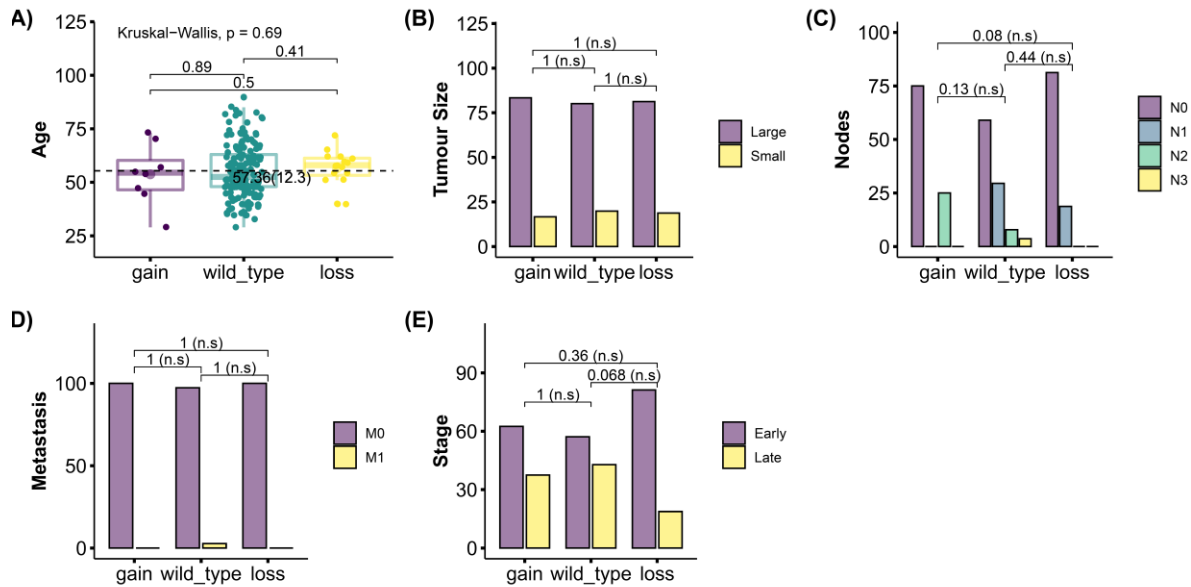 A)
125
100
75
50
25
Age
Kruskal−Wallis, p = 0.69
0.41
0.89
0.5
57.36(12.3)
gain wild_type loss
(B)
125
100
75
50
25
0
Tumour Size
1 (n.s)
1 (n.s)
1 (n.s)
gain wild_type loss
Large
Small
(C)
100
75
50
25
0
Nodes
0.08 (n.s)
0.44 (n.s)
0.13 (n.s)
gain wild_type loss
N0
N1
N2
N3
D)
100
50
0
Metastasis
1 (n.s)
1 (n.s)
1 (n.s)
gain wild_type loss
M0
M1
(E)
90
60
30
0
Stage
0.36 (n.s)
0.068 (n.s)
1 (n.s)
gain wild_type loss
Early
Late